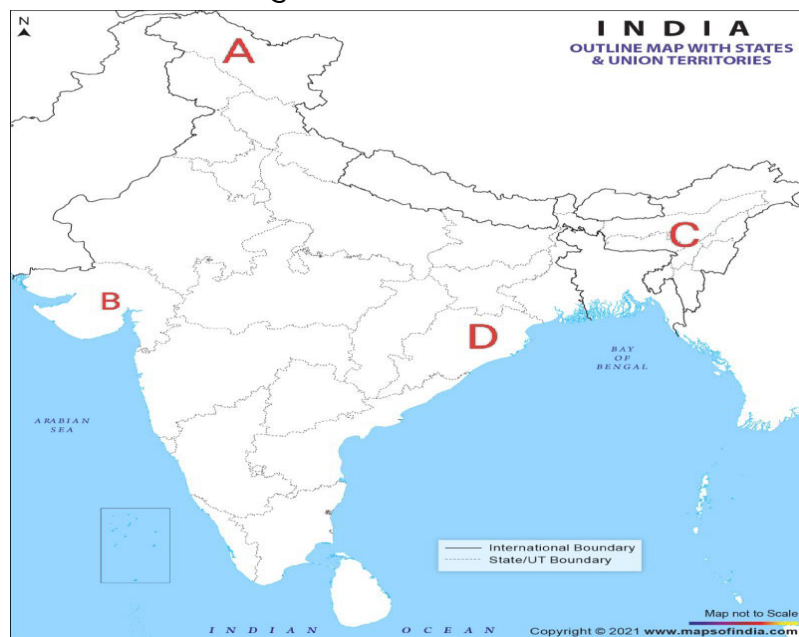 N
A
INDIA
OUTLINE MAP WITH STATES
& UNION TERRITORIES
C
B
D
BAY
OF
BENGAL
ARABIAN
SEA
International Boundary
State/UT Boundary
Map not to Scale
INDIAN OCEAN
Copyright © 2021 www.mapsofindia.com